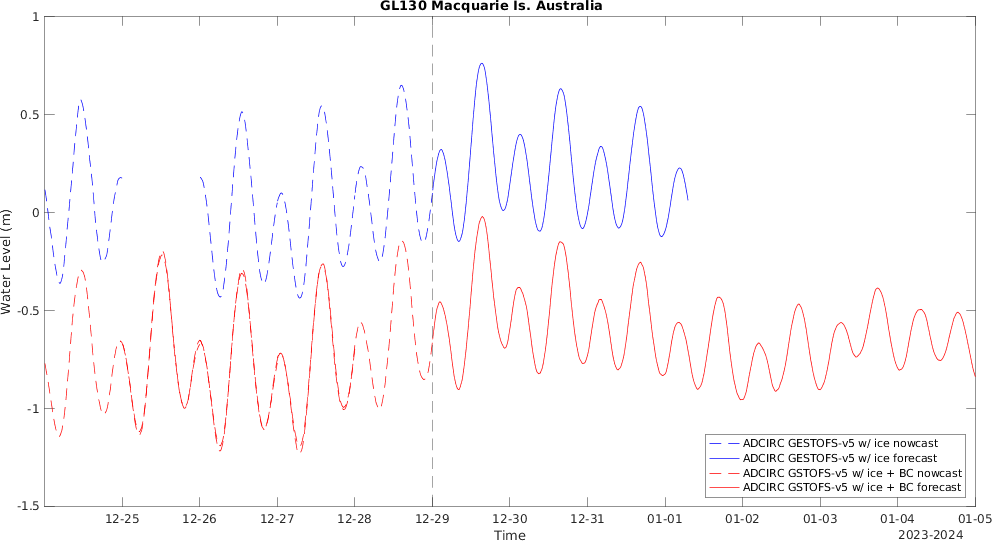 GL130 Macquarie Is. Australia
1
0.5
0
-0.5
-1
-1.5
Water Level (m)
ADCIRC GESTOFS-v5 w/ ice nowcast
ADCIRC GESTOFS-v5 w/ ice forecast
ADCIRC GSTOFS-v5 w/ ice + BC nowcast
ADCIRC GSTOFS-v5 w/ ice + BC forecast
12-25 12-26 12-27 12-28 12-29 12-30 12-31 01-01 01-02 01-03 01-04 01-05
Time
2023-2024